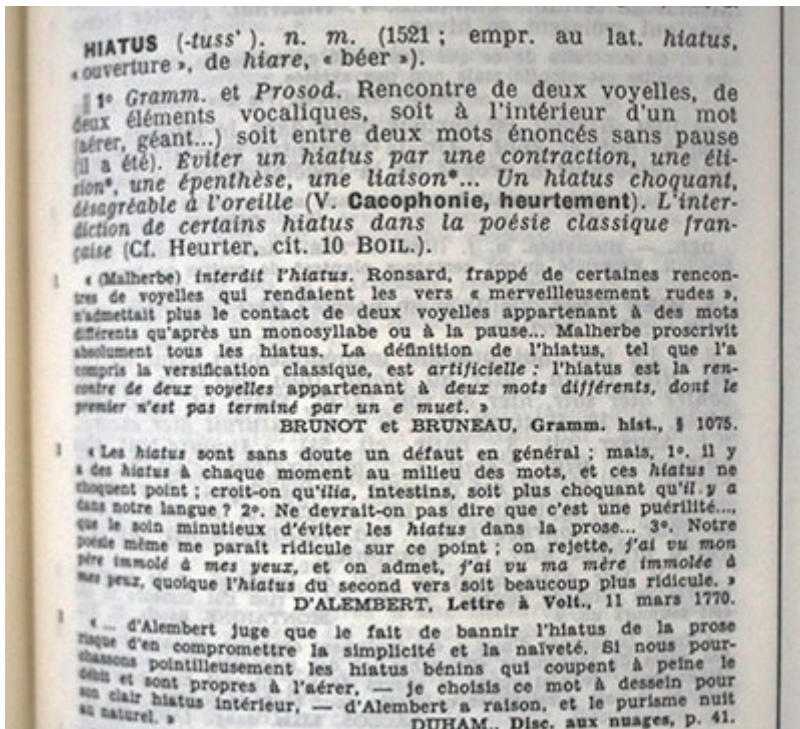 HIATUS (-tuss'). n. m. (1521 ; empr. au lat. hiatus,
« ouverture », de hiare, « béer »).
|| 1° Gramm. et Prosod. Rencontre de deux voyelles, de
deux éléments vocaliques, soit à l'intérieur d'un mot
(aérer, géant...) soit entre deux mots énoncés sans pause
(il a été). Éviter un hiatus par une contraction, une éli-
sion*, une épenthèse, une liaison*... Un hiatus choquant,
désagréable à l'oreille (V. Cacophonie, heurtement). L'inter-
diction de certains hiatus dans la poésie classique fran-
çaise (Cf. Heurter, cit. 10 BOIL.).
1 « (Malherbe) interdit l'hiatus. Ronsard, frappé de certaines rencon-
tres de voyelles qui rendaient les vers « merveilleusement rudes »,
n'admettait plus le contact de deux voyelles appartenant à des mots
différents qu'après un monosyllabe ou à la pause... Malherbe proscrivit
absolument tous les hiatus. La définition de l'hiatus, tel que l'a
compris la versification classique, est artificielle : l'hiatus est la ren-
contre de deux voyelles appartenant à deux mots différents, dont le
premier n'est pas terminé par un e muet. »
BRUNOT et BRUNEAU, Gramm. hist., § 1075.
2 « Les hiatus sont sans doute un défaut en général ; mais, 1°. il y
a des hiatus à chaque moment au milieu des mots, et ces hiatus ne
choquent point ; croit-on qu'ilia, intestins, soit plus choquant qu'il y a
dans notre langue ? 2°. Ne devrait-on pas dire que c'est une puérilité...,
que le soin minutieux d'éviter les hiatus dans la prose... 3°. Notre
poésie même me paraît ridicule sur ce point ; on rejette, j'ai vu mon
père immolé à mes yeux, et on admet, j'ai vu ma mère immolée à
mes yeux, quoique l'hiatus du second vers soit beaucoup plus ridicule. »
D'ALEMBERT, Lettre à Volt., 11 mars 1770.
3 « ... d'Alembert juge que le fait de bannir l'hiatus de la prose
risque d'en compromettre la simplicité et la naïveté. Si nous pour-
chassons pointilleusement les hiatus bénins qui coupent à peine le
débit et sont propres à l'aérer, — je choisis ce mot à dessein pour
son clair hiatus intérieur, — d'Alembert a raison, et le purisme nuit
au naturel. »
DUHAM., Disc. aux nuages, p. 41.